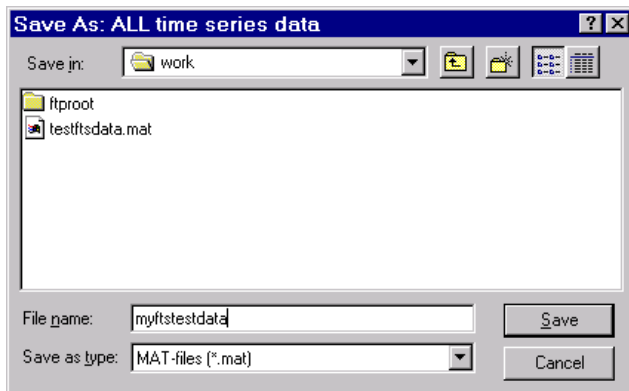 Save As: ALL time series data
Save in: work
ftproot
testftsdata.mat
File name: myftstestdata Save
Save as type: MAT-files (*.mat) Cancel